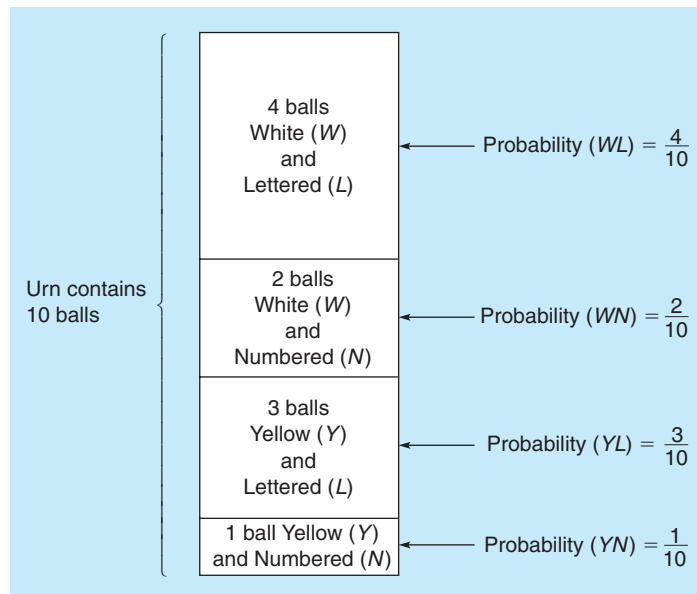 4 balls
White (W)
and
Lettered (L)
Probability (WL) = 4/10
Urn contains
10 balls
2 balls
White (W)
and
Numbered (N)
Probability (WN) = 2/10
3 balls
Yellow (Y)
and
Lettered (L)
Probability (YL) = 3/10
1 ball Yellow (Y)
and Numbered (N)
Probability (YN) = 1/10